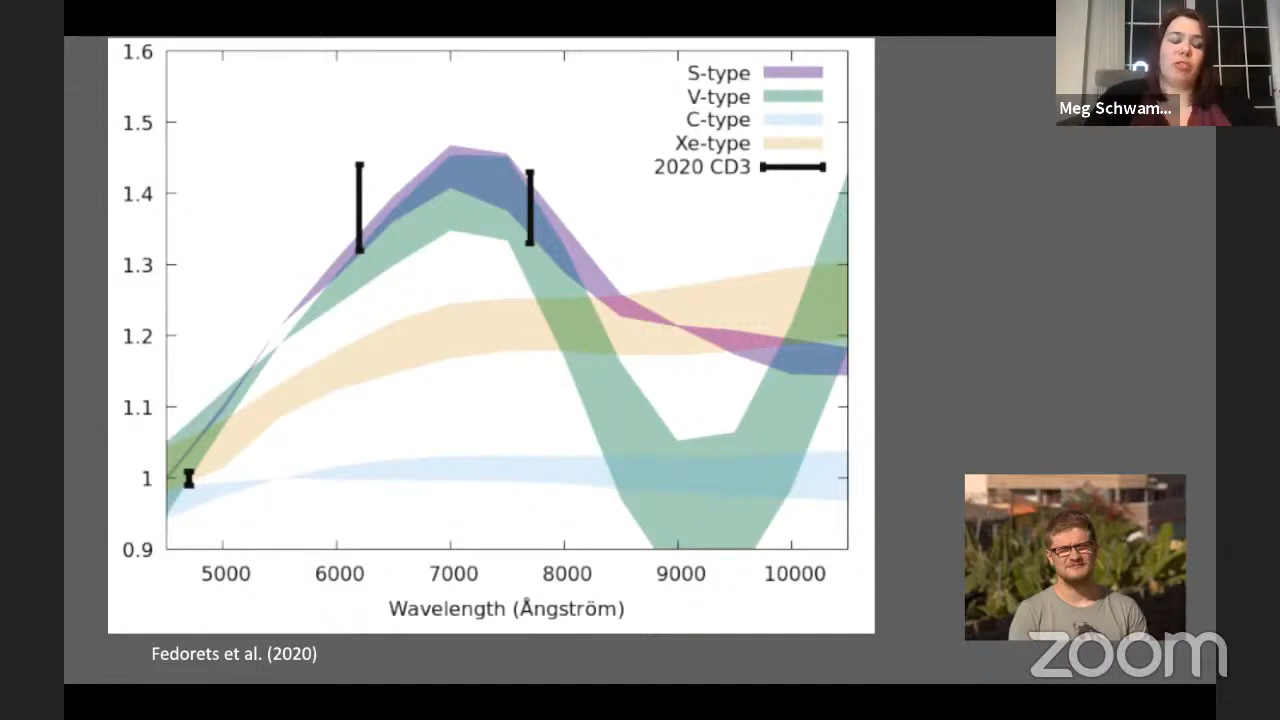 1.6
1.5
1.4
1.3
1.2
1.1
1
0.9
S-type
V-type
C-type
Xe-type
2020 CD3
5000 6000 7000 8000 9000 10000
Wavelength (Ångström)
Fedorets et al. (2020)
Meg Schwam...
zoom